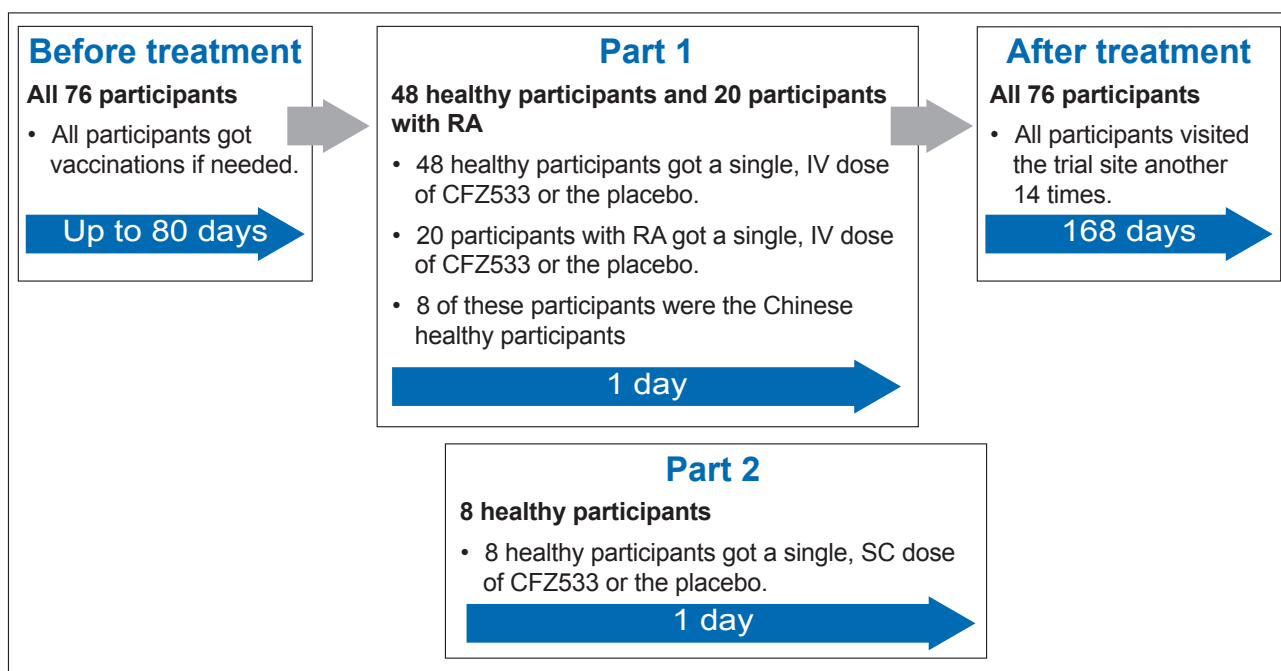 Before treatment
All 76 participants
• All participants got
vaccinations if needed.
Up to 80 days
Part 1
48 healthy participants and 20 participants
with RA
• 48 healthy participants got a single, IV dose
of CFZ533 or the placebo.
• 20 participants with RA got a single, IV dose
of CFZ533 or the placebo.
• 8 of these participants were the Chinese
healthy participants
1 day
Part 2
8 healthy participants
• 8 healthy participants got a single, SC dose
of CFZ533 or the placebo.
1 day
After treatment
All 76 participants
• All participants visited
the trial site another
14 times.
168 days